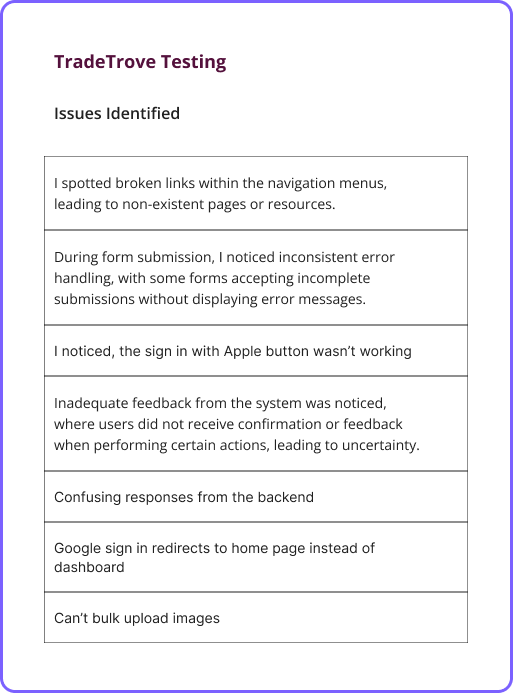 TradeTrove Testing
Issues Identified
I spotted broken links within the navigation menus,
leading to non-existent pages or resources.
During form submission, I noticed inconsistent error
handling, with some forms accepting incomplete
submissions without displaying error messages.
I noticed, the sign in with Apple button wasn’t working
Inadequate feedback from the system was noticed,
where users did not receive confirmation or feedback
when performing certain actions, leading to uncertainty.
Confusing responses from the backend
Google sign in redirects to home page instead of
dashboard
Can’t bulk upload images